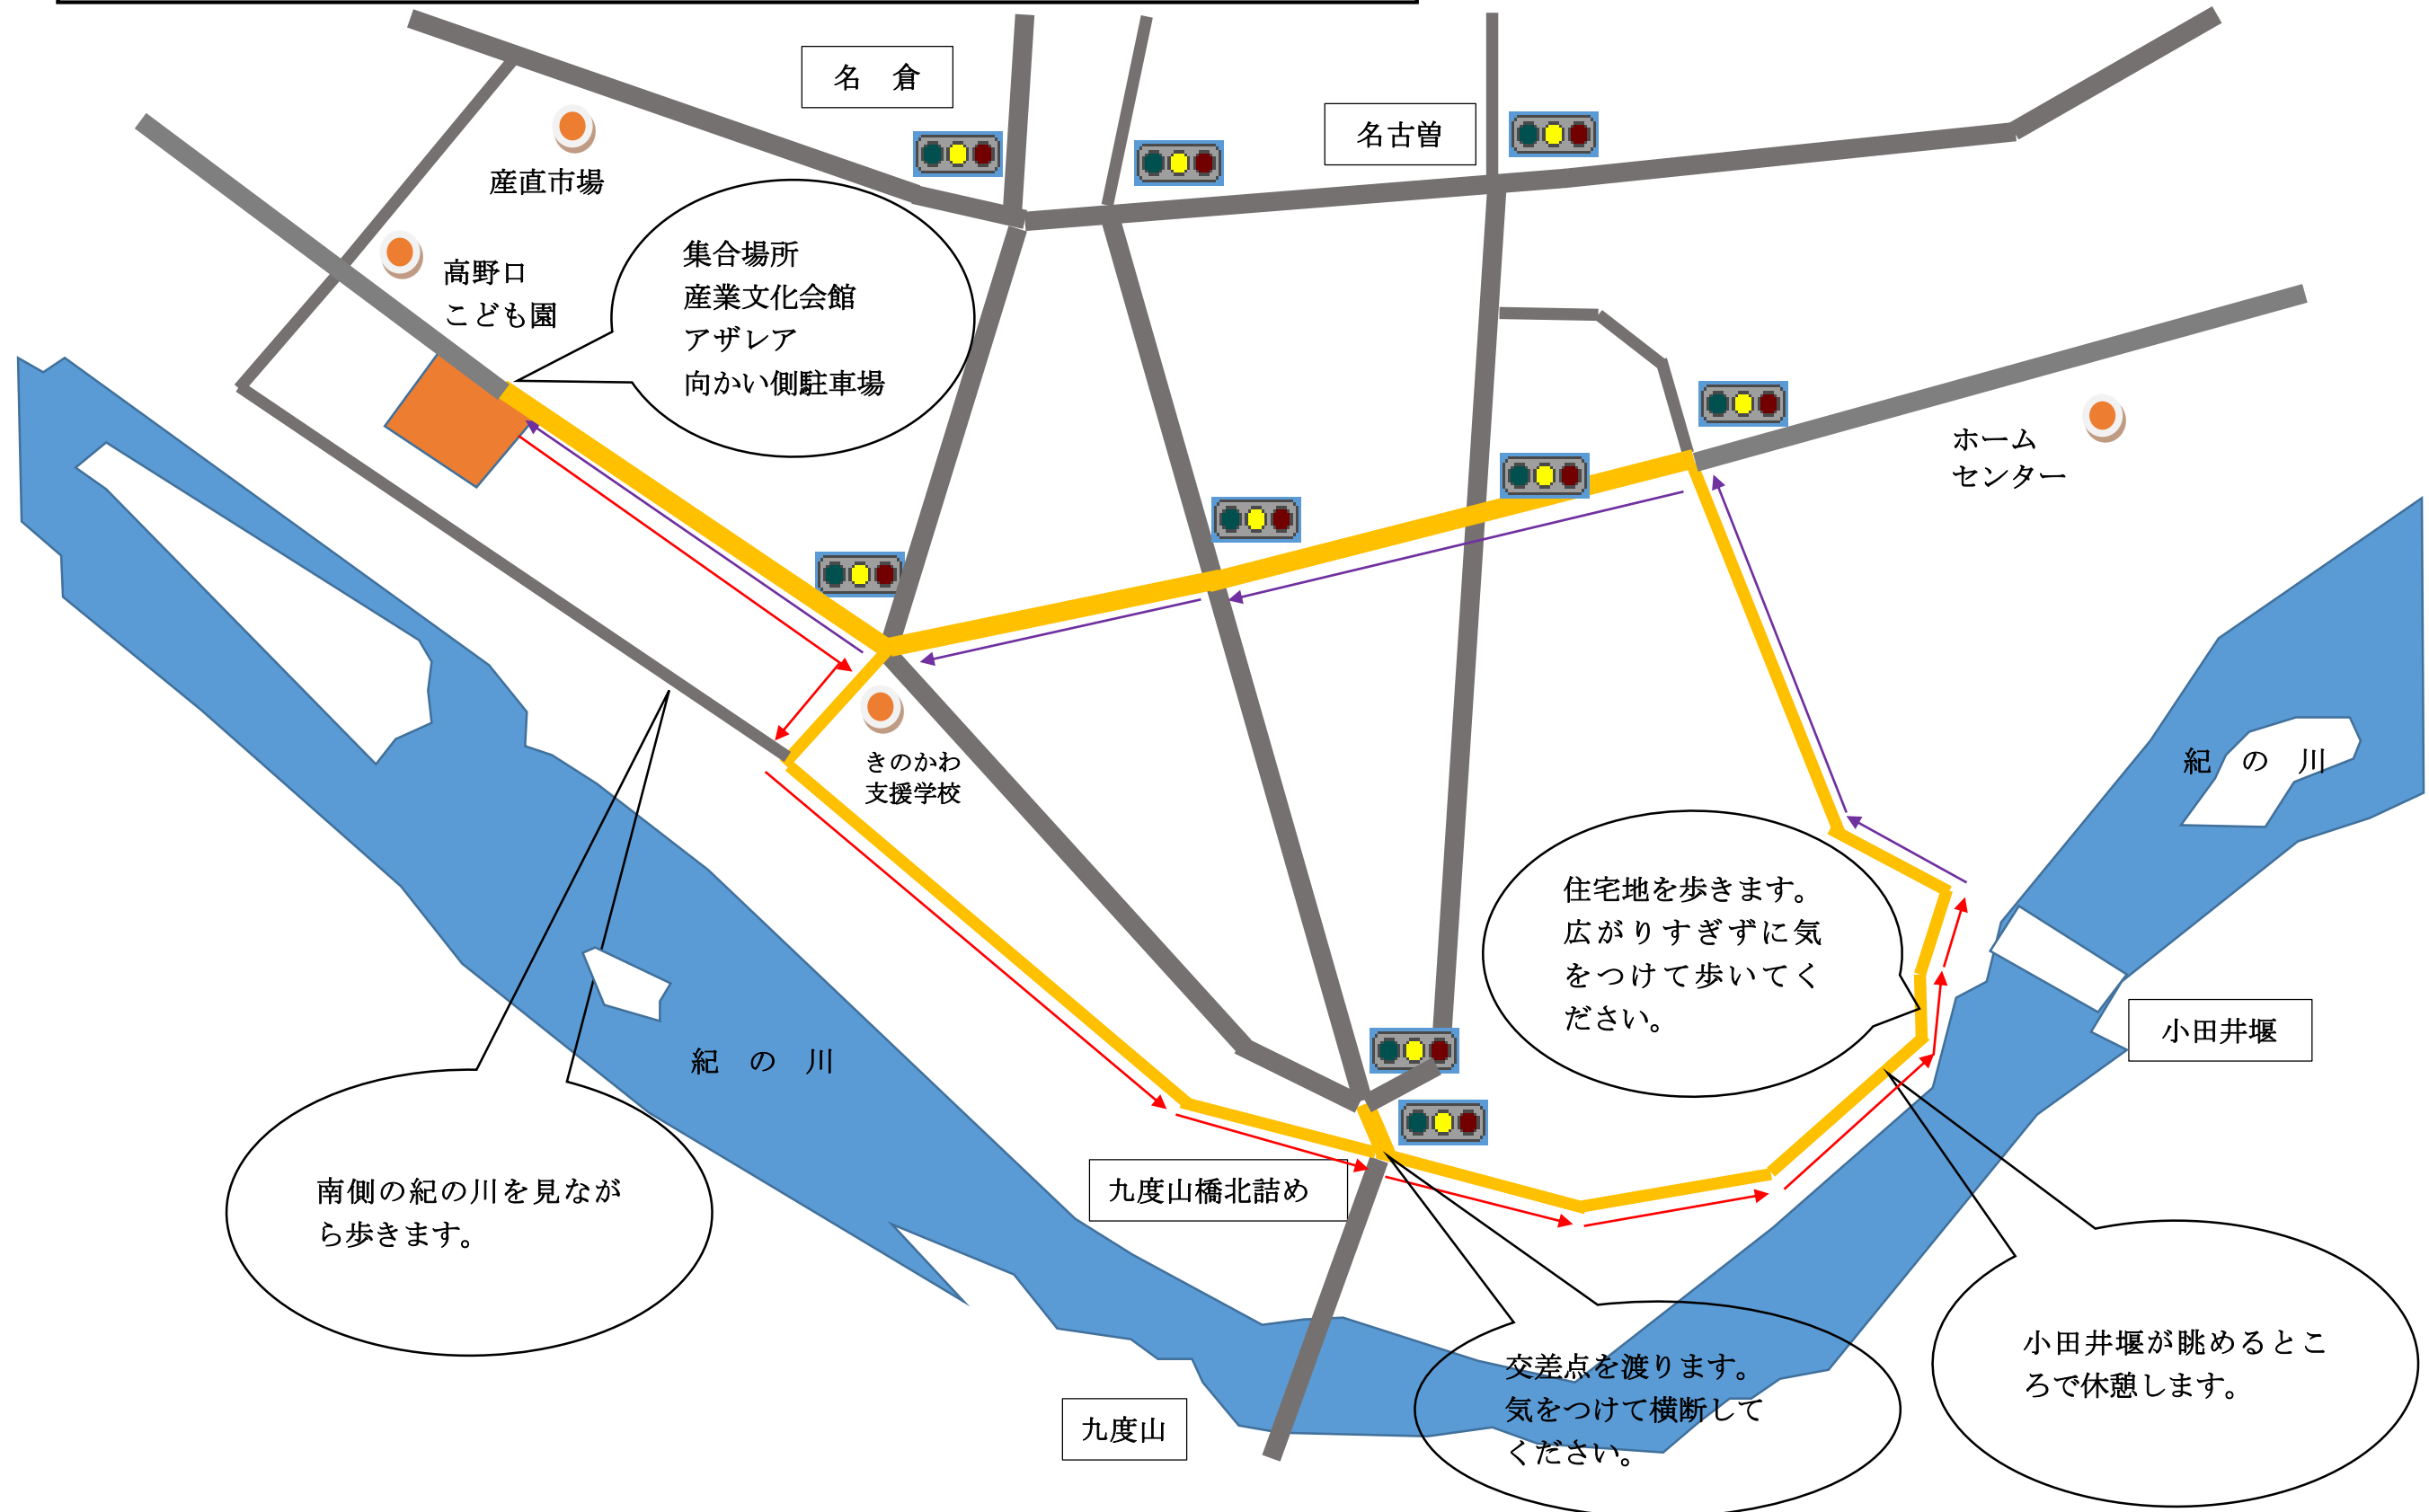 名　倉
名古曽
産直市場
高野口
こども園
集合場所
産業文化会館
アザレア
向かい側駐車場
ホーム
センター
きのかわ
支援学校
紀　の　川
住宅地を歩きます。
広がりすぎずに気
をつけて歩いてく
ださい。
小田井堰
紀　の　川
南側の紀の川を見なが
ら歩きます。
九度山橋北詰め
小田井堰が眺めるとこ
ろで休憩します。
交差点を渡ります。
気をつけて横断して
ください。
九度山